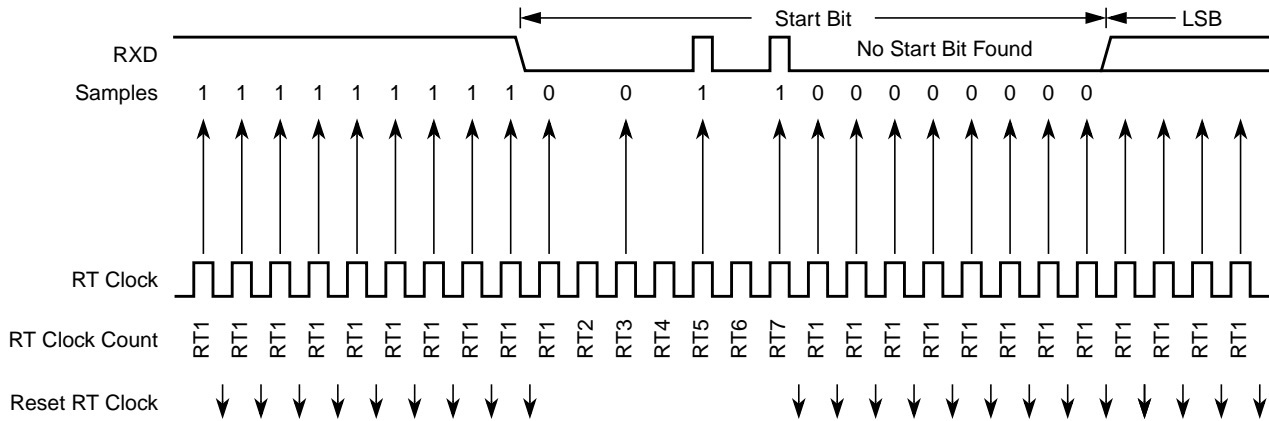 Start Bit LSB
RXD No Start Bit Found
Samples 1 1 1 1 1 1 1 1 1 0 0 1 1 0 0 0 0 0 0 0 0
RT Clock
RT Clock Count RT1 RT1 RT1 RT1 RT1 RT1 RT1 RT1 RT1 RT1 RT2 RT3 RT4 RT5 RT6 RT7 RT1 RT1 RT1 RT1 RT1 RT1 RT1 RT1 RT1 RT1 RT1 RT1
Reset RT Clock